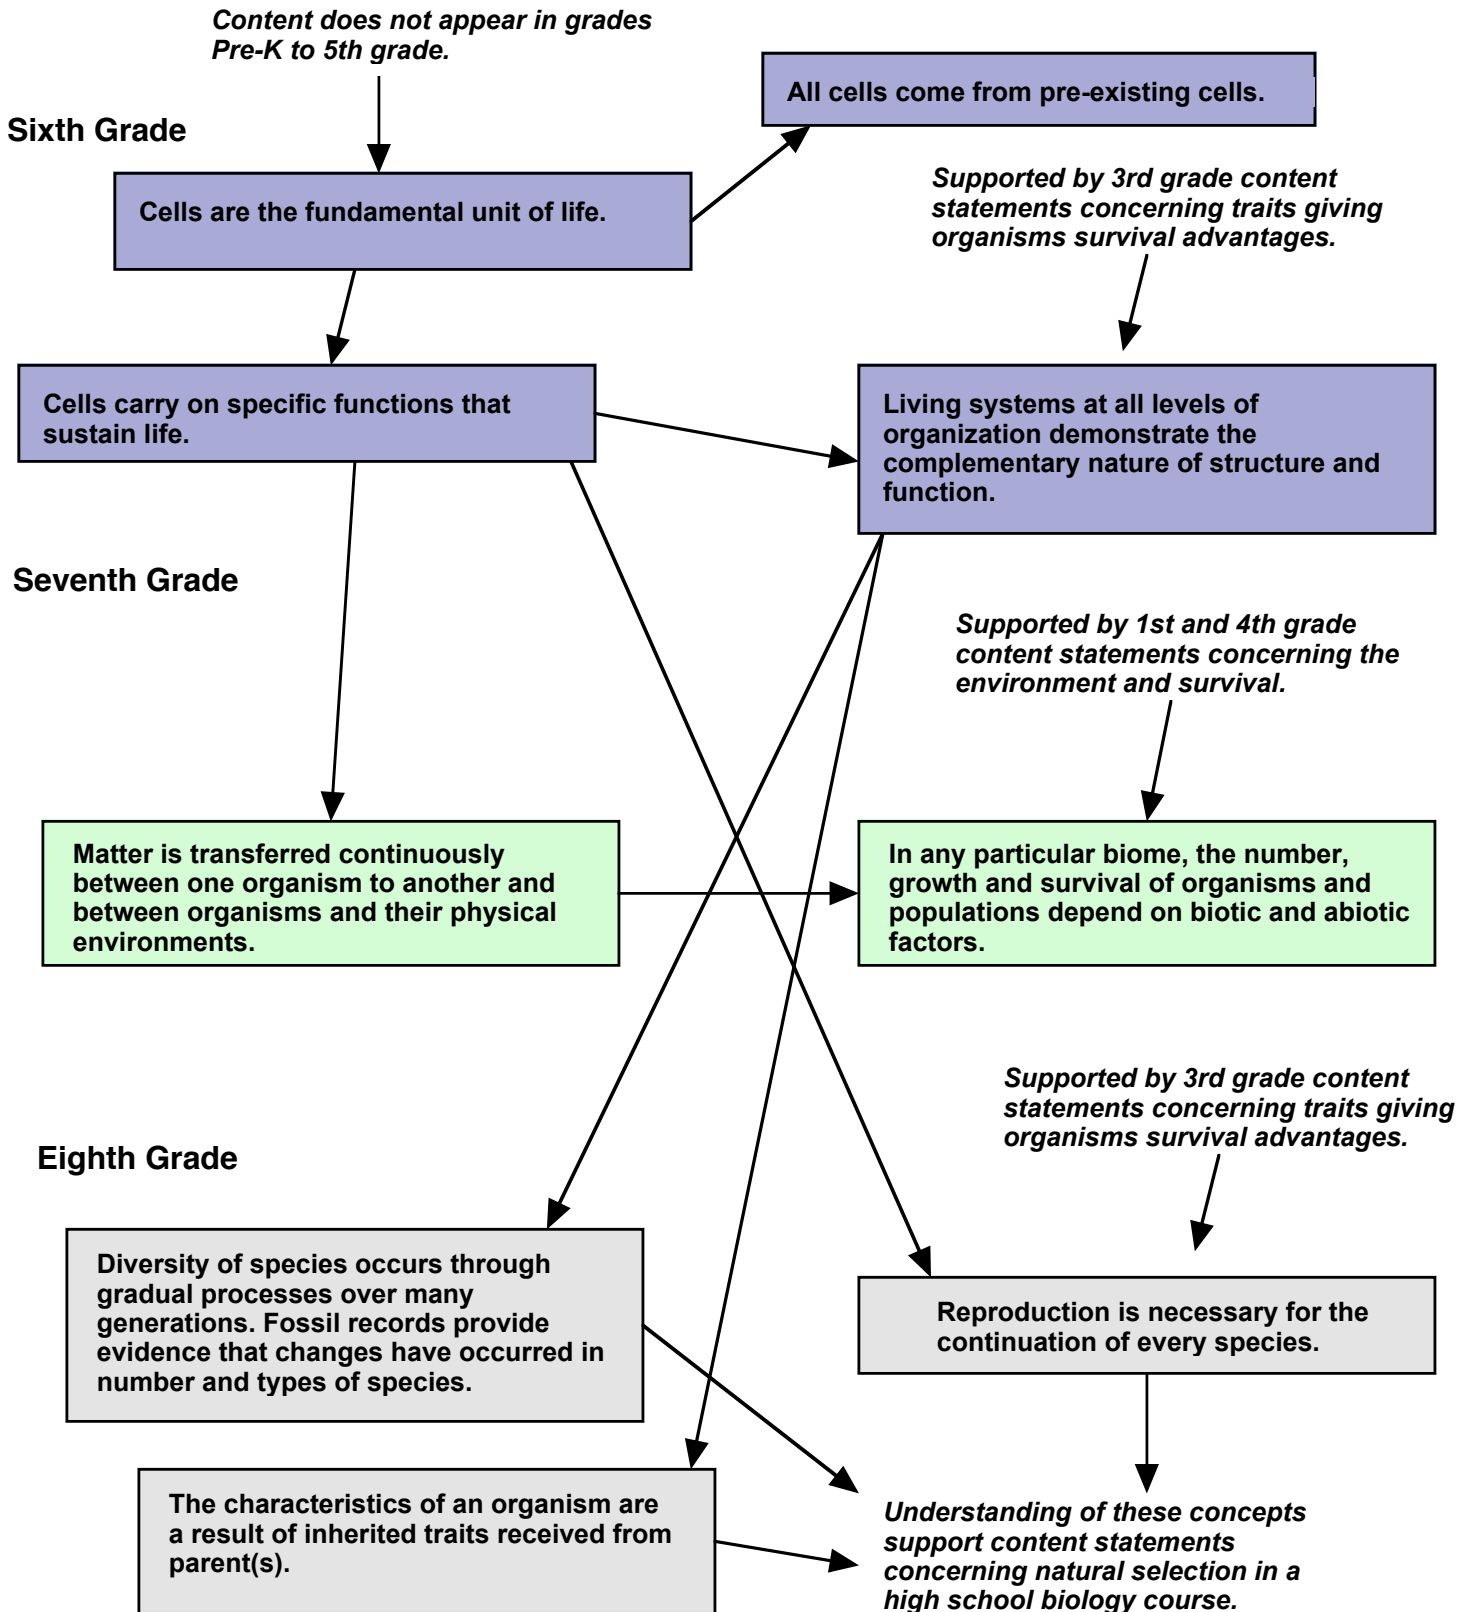 Content does not appear in grades
Pre-K to 5th grade.
All cells come from pre-existing cells.
Sixth Grade
Cells are the fundamental unit of life.
Supported by 3rd grade content
statements concerning traits giving
organisms survival advantages.
Cells carry on specific functions that
sustain life.
Living systems at all levels of
organization demonstrate the
complementary nature of structure and
function.
Seventh Grade
Supported by 1st and 4th grade
content statements concerning the
environment and survival.
Matter is transferred continuously
between one organism to another and
between organisms and their physical
environments.
In any particular biome, the number,
growth and survival of organisms and
populations depend on biotic and abiotic
factors.
Supported by 3rd grade content
statements concerning traits giving
organisms survival advantages.
Eighth Grade
Diversity of species occurs through
gradual processes over many
generations. Fossil records provide
evidence that changes have occurred in
number and types of species.
Reproduction is necessary for the
continuation of every species.
The characteristics of an organism are
a result of inherited traits received from
parent(s).
Understanding of these concepts
support content statements
concerning natural selection in a
high school biology course.